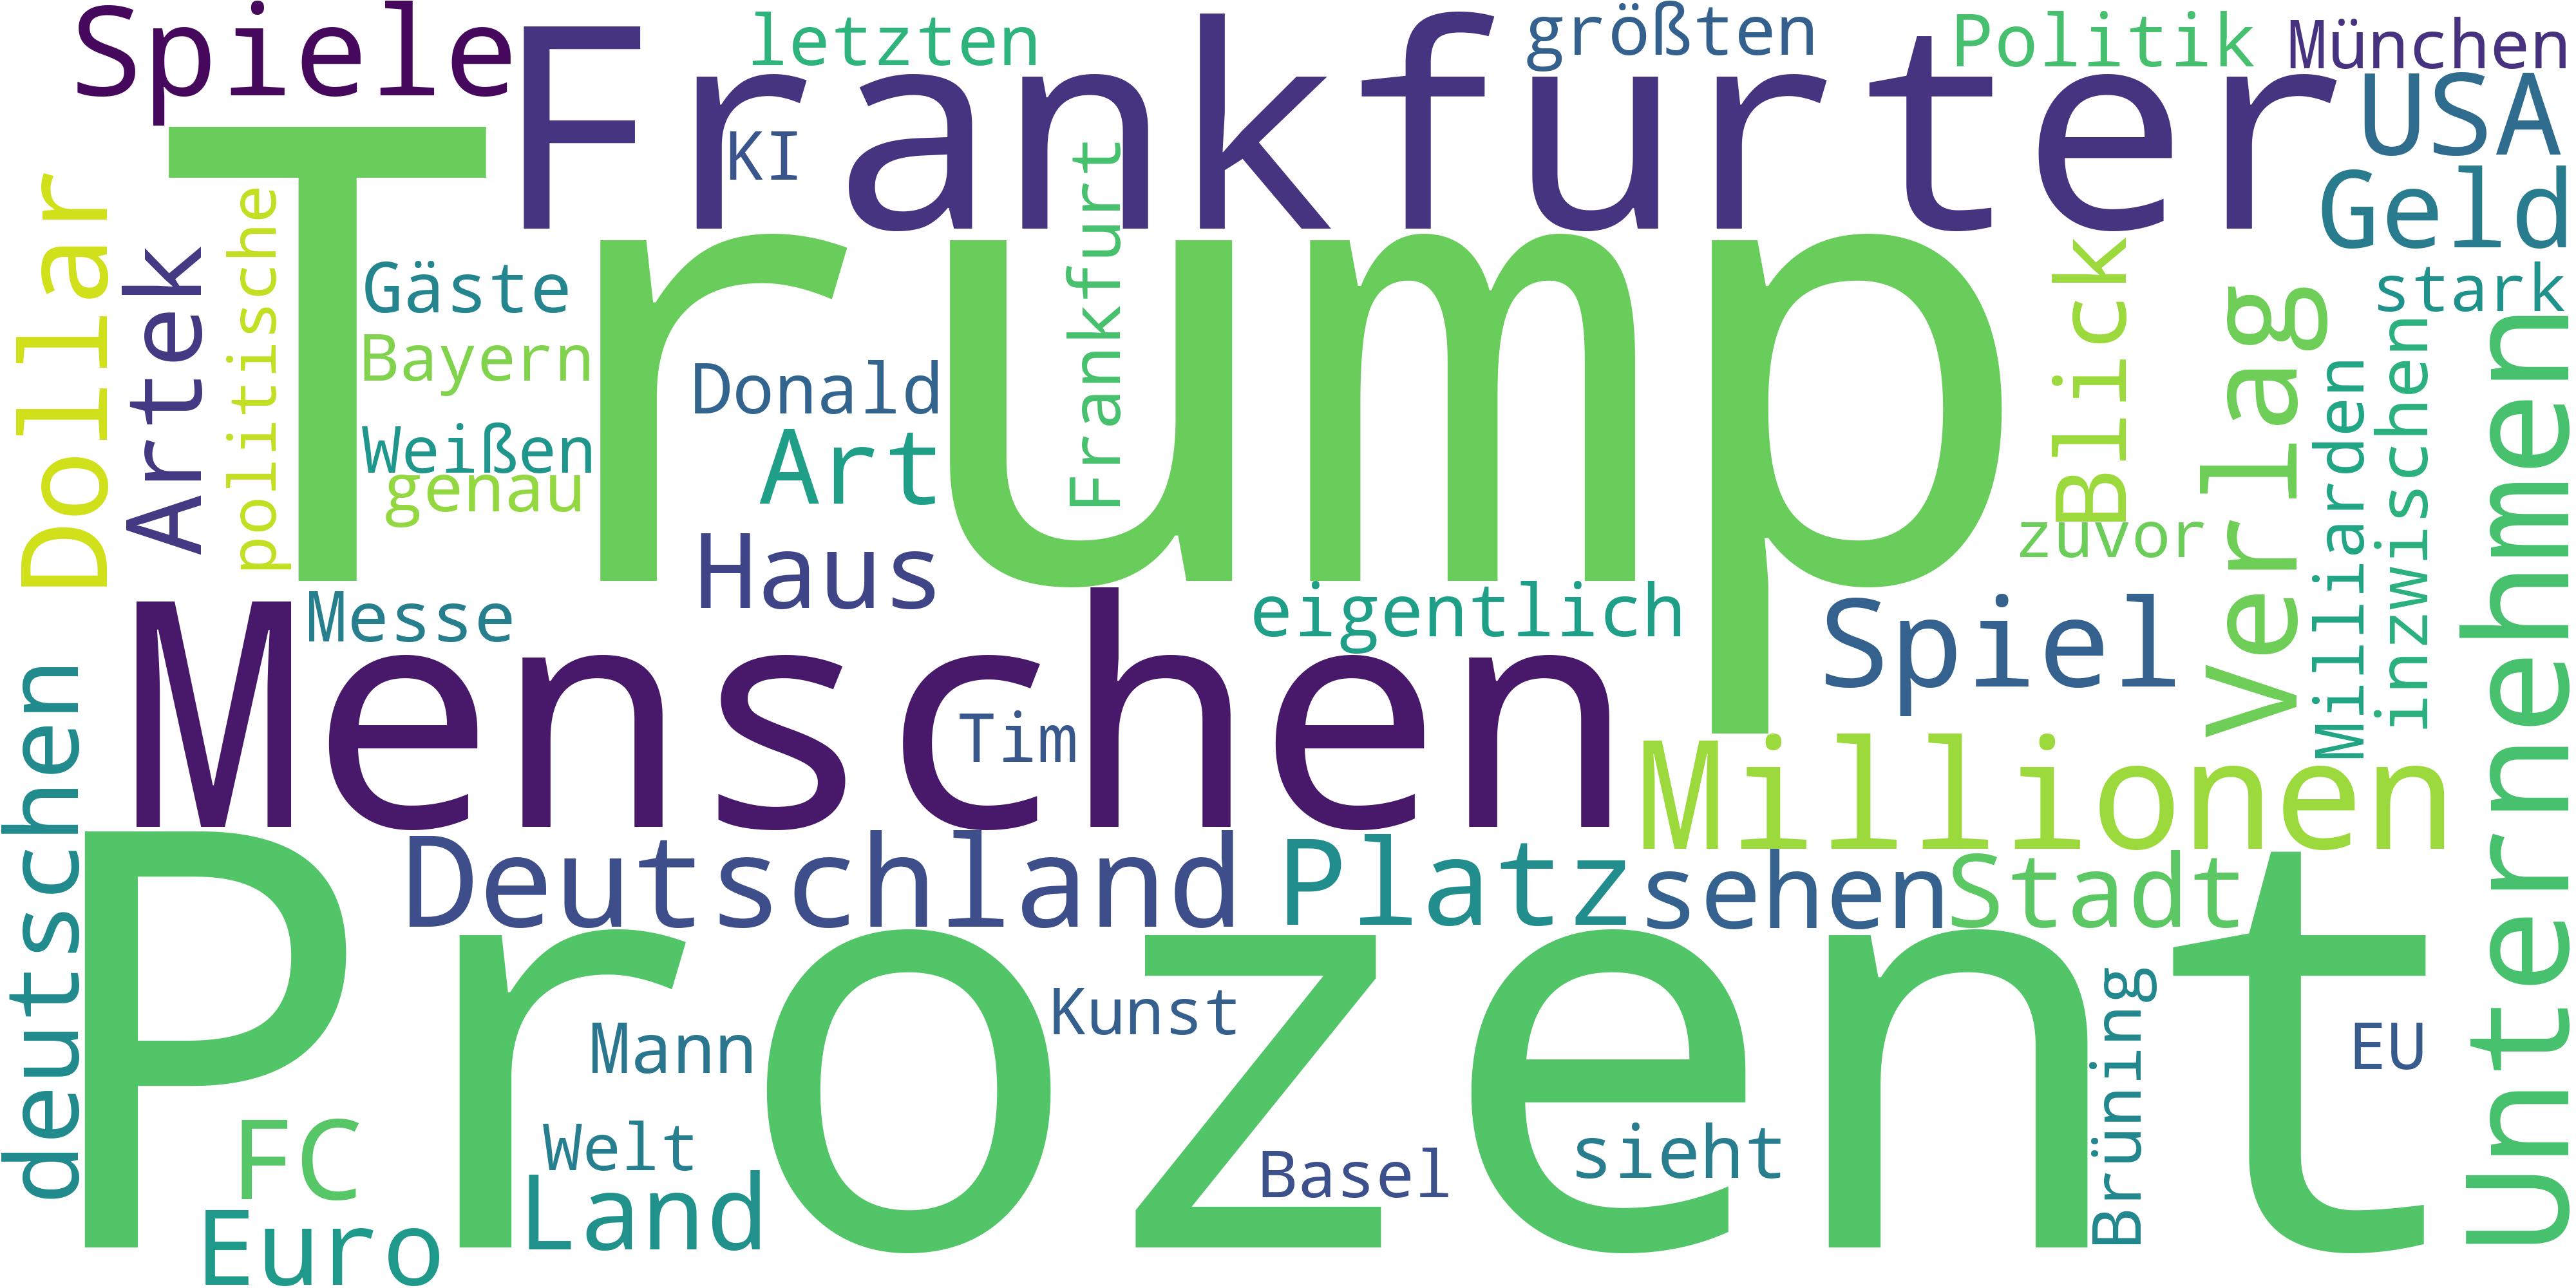 Spiele
Frankfurter
letzten
größten
Politik
München
USA
Geld
stark
Trump
KI
Frankfurt
Dollar
Artek
politische
Gäste
Bayern
Weißen
genau
Donald
Art
Haus
Blick
zuvor
Verlag
Milliarden
inzwischen
Unternehmen
Messe
eigentlich
Menschen
Tim
Spiel
Millionen
deutschen
Deutschland
Platz
sehen
Stadt
Prozent
Kunst
Mann
Welt
Land
FC
Euro
Basel
sieht
Brüning
EU